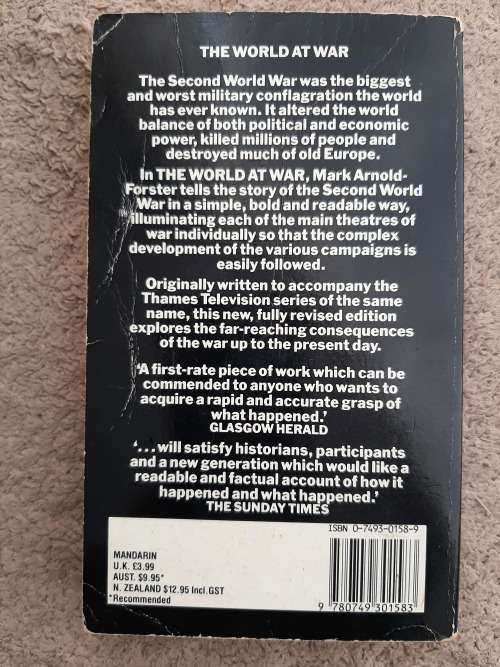 THE WORLD AT WAR
The Second World War was the biggest
and worst military conflagration the world
has ever known. It altered the world
balance of both political and economic
power, killed millions of people and
destroyed much of old Europe.
In THE WORLD AT WAR, Mark Arnold-
Forster tells the story of the Second World
War in a simple, bold and readable way,
illuminating each of the main theatres of
war individually so that the complex
development of the various campaigns is
easily followed.
Originally written to accompany the
Thames Television series of the same
name, this new, fully revised edition
explores the far-reaching consequences
of the war up to the present day.
'A first-rate piece of work which can be
commended to anyone who wants to
acquire a rapid and accurate grasp of
what happened.'
GLASGOW HERALD
'...will satisfy historians, participants
and a new generation which would like a
readable and factual account of how it
happened and what happened.'
THE SUNDAY TIMES
ISBN 0-7493-0158-9
MANDARIN
U.K. £3.99
AUST. $9.95*
N. ZEALAND $12.95 Incl. GST
*Recommended
9 780749 301583